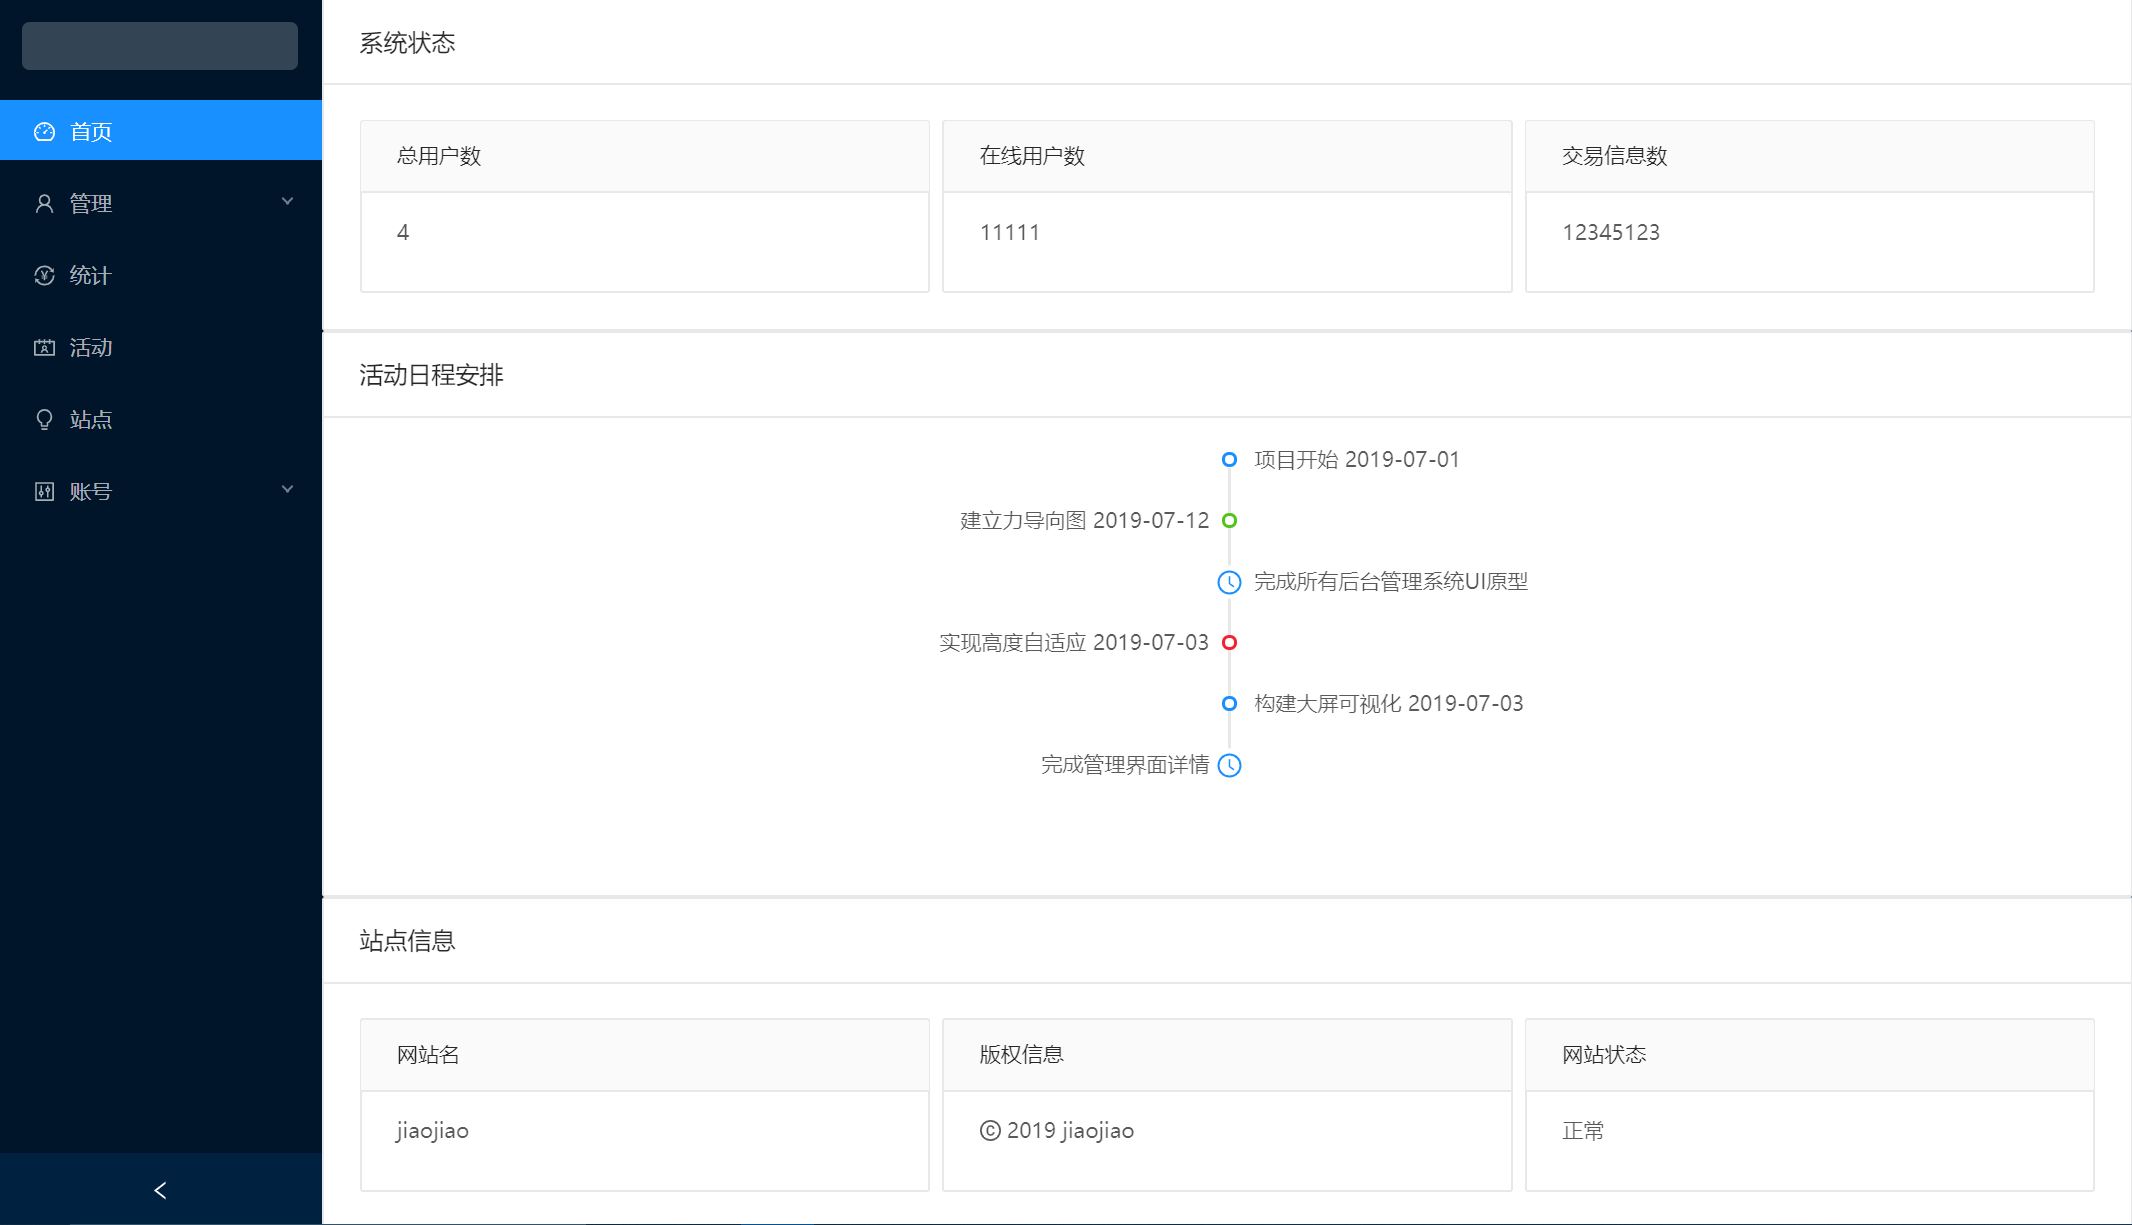 首页
管理
统计
活动
站点
账号
系统状态
总用户数
4
在线用户数
11111
交易信息数
12345123
活动日程安排
项目开始 2019-07-01
建立力导向图 2019-07-12
完成所有后台管理系统UI原型
实现高度自适应 2019-07-03
构建大屏可视化 2019-07-03
完成管理界面详情
站点信息
网站名
jiaojiao
版权信息
© 2019 jiaojiao
网站状态
正常